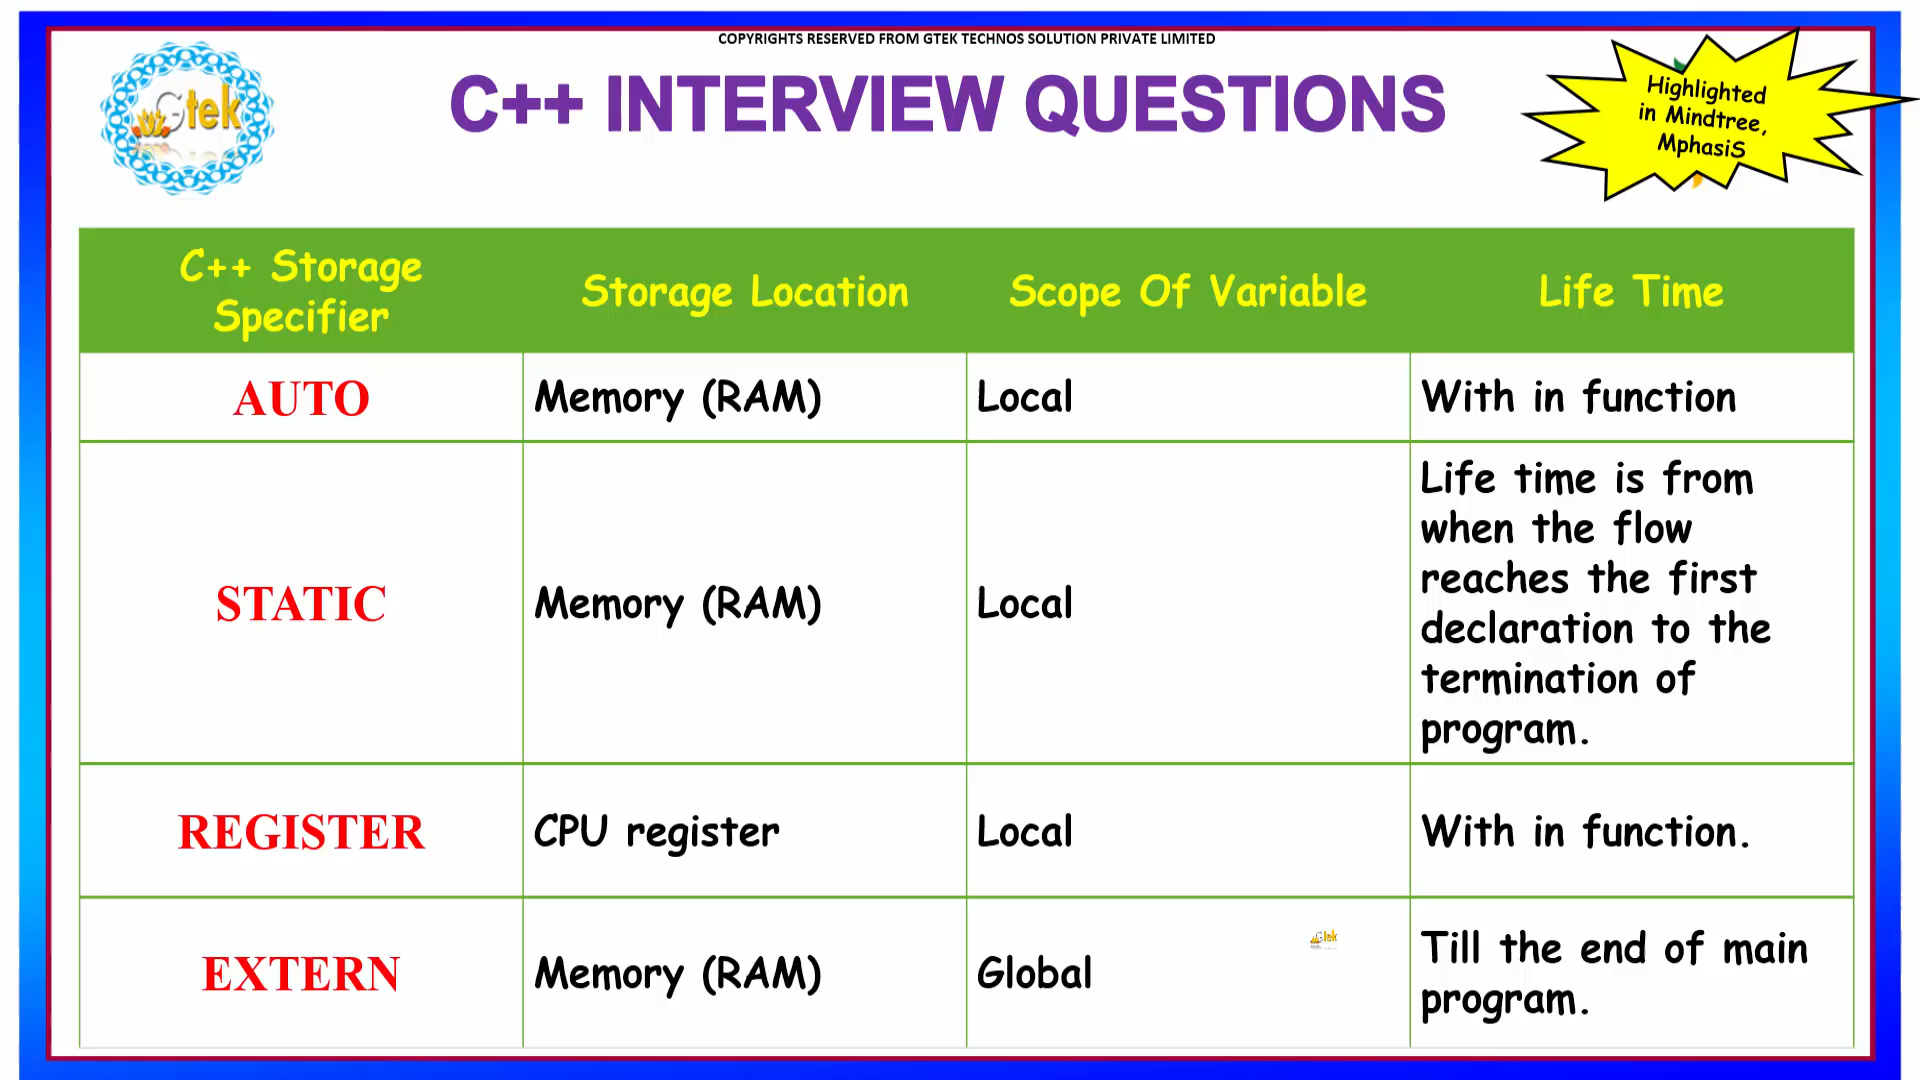 COPYRIGHTS RESERVED FROM GTEK TECHNOS SOLUTION PRIVATE LIMITED
Gtek
C++ INTERVIEW QUESTIONS
Highlighted
in Mindtree,
MphasiS
C++ Storage
Specifier
Storage Location
Scope Of Variable
Life Time
AUTO
Memory (RAM)
Local
With in function
STATIC
Memory (RAM)
Local
Life time is from
when the flow
reaches the first
declaration to the
termination of
program.
REGISTER
CPU register
Local
With in function.
EXTERN
Memory (RAM)
Global
Gtek
Till the end of main
program.